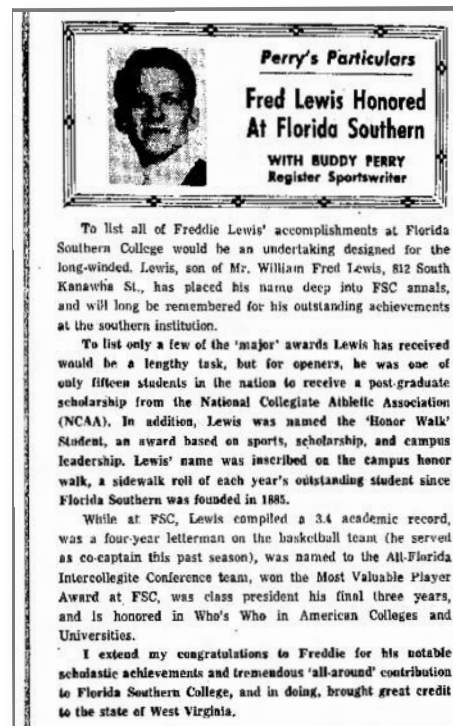 Perry's Particulars
Fred Lewis Honored
At Florida Southern
WITH BUDDY PERRY
Register Sportswriter
To list all of Freddie Lewis' accomplishments at Florida
Southern College would be an undertaking designed for the
long-winded. Lewis, son of Mr. William Fred Lewis, 812 South
Kanawha St., has placed his name deep into FSC annals,
and will long be remembered for his outstanding achievements
at the southern institution.
To list only a few of the 'major' awards Lewis has received
would be a lengthy task, but for openers, he was one of
only fifteen students in the nation to receive a post-graduate
scholarship from the National Collegiate Athletic Association
(NCAA). In addition, Lewis was named the 'Honor Walk'
Student, an award based on sports, scholarship, and campus
leadership. Lewis' name was inscribed on the campus honor
walk, a sidewalk roll of each year's outstanding student since
Florida Southern was founded in 1885.
While at FSC, Lewis compiled a 3.4 academic record,
was a four-year letterman on the basketball team (he served
as co-captain this past season), was named to the All-Florida
Intercollegite Conference team, won the Most Valuable Player
Award at FSC, was class president his final three years,
and is honored in Who's Who in American Colleges and
Universities.
I extend my congratulations to Freddie for his notable
scholastic achievements and tremendous 'all-around' contribution
to Florida Southern College, and in doing, brought great credit
to the state of West Virginia.